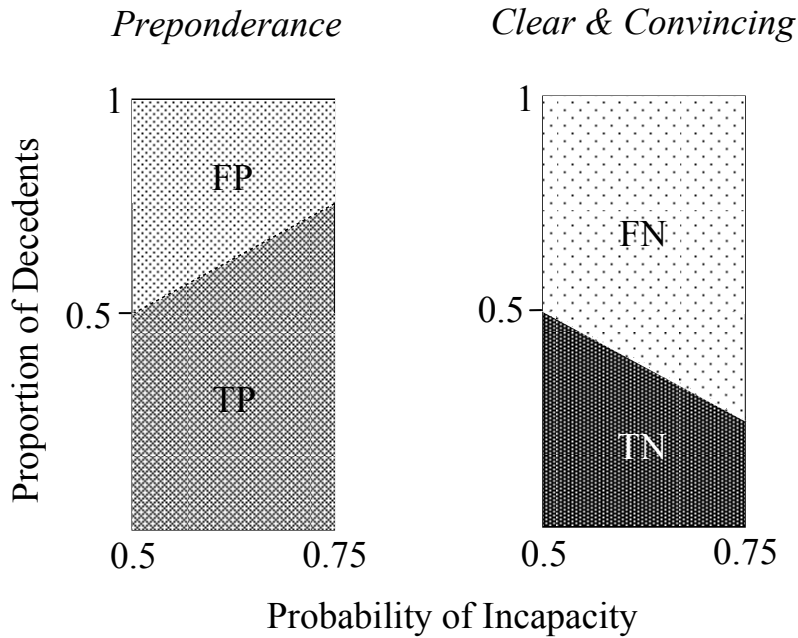 Preponderance
Clear & Convincing
Proportion of Decedents
1
FP
0.5
TP
0.5
0.75
1
FN
0.5
TN
0.5
0.75
Probability of Incapacity